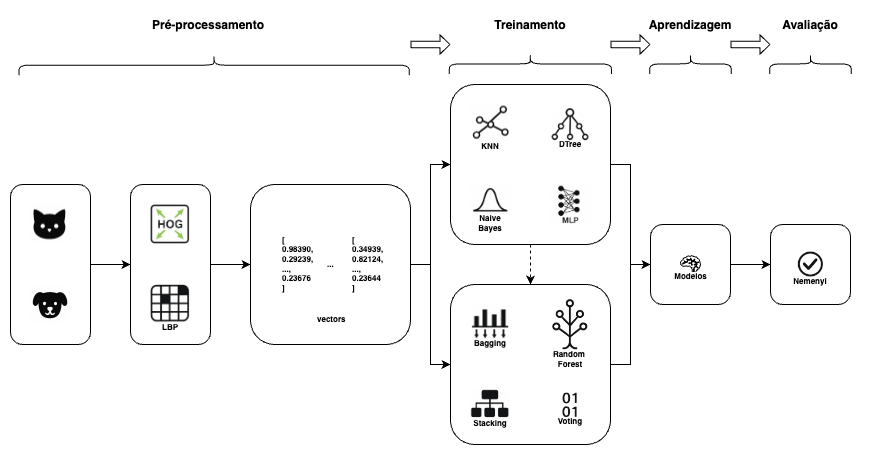 Pré-processamento
Treinamento
Aprendizagem
Avaliação
HOG
LBP
[
0.98390,
0.29239,
...,
0.23676
]
...
[
0.34939,
0.82124,
...,
0.23644
]
vectors
KNN
DTree
Naive
Bayes
MLP
Bagging
Random
Forest
Stacking
01
01
Voting
Modelos
Nemenyi